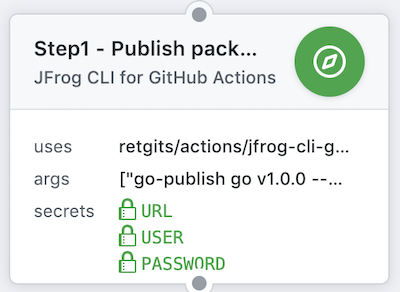 Step1 - Publish pack...
JFrog CLI for GitHub Actions
uses retgits/actions/jfrog-cli-g...
args ["go-publish go v1.0.0 --...
secrets URL
USER
PASSWORD